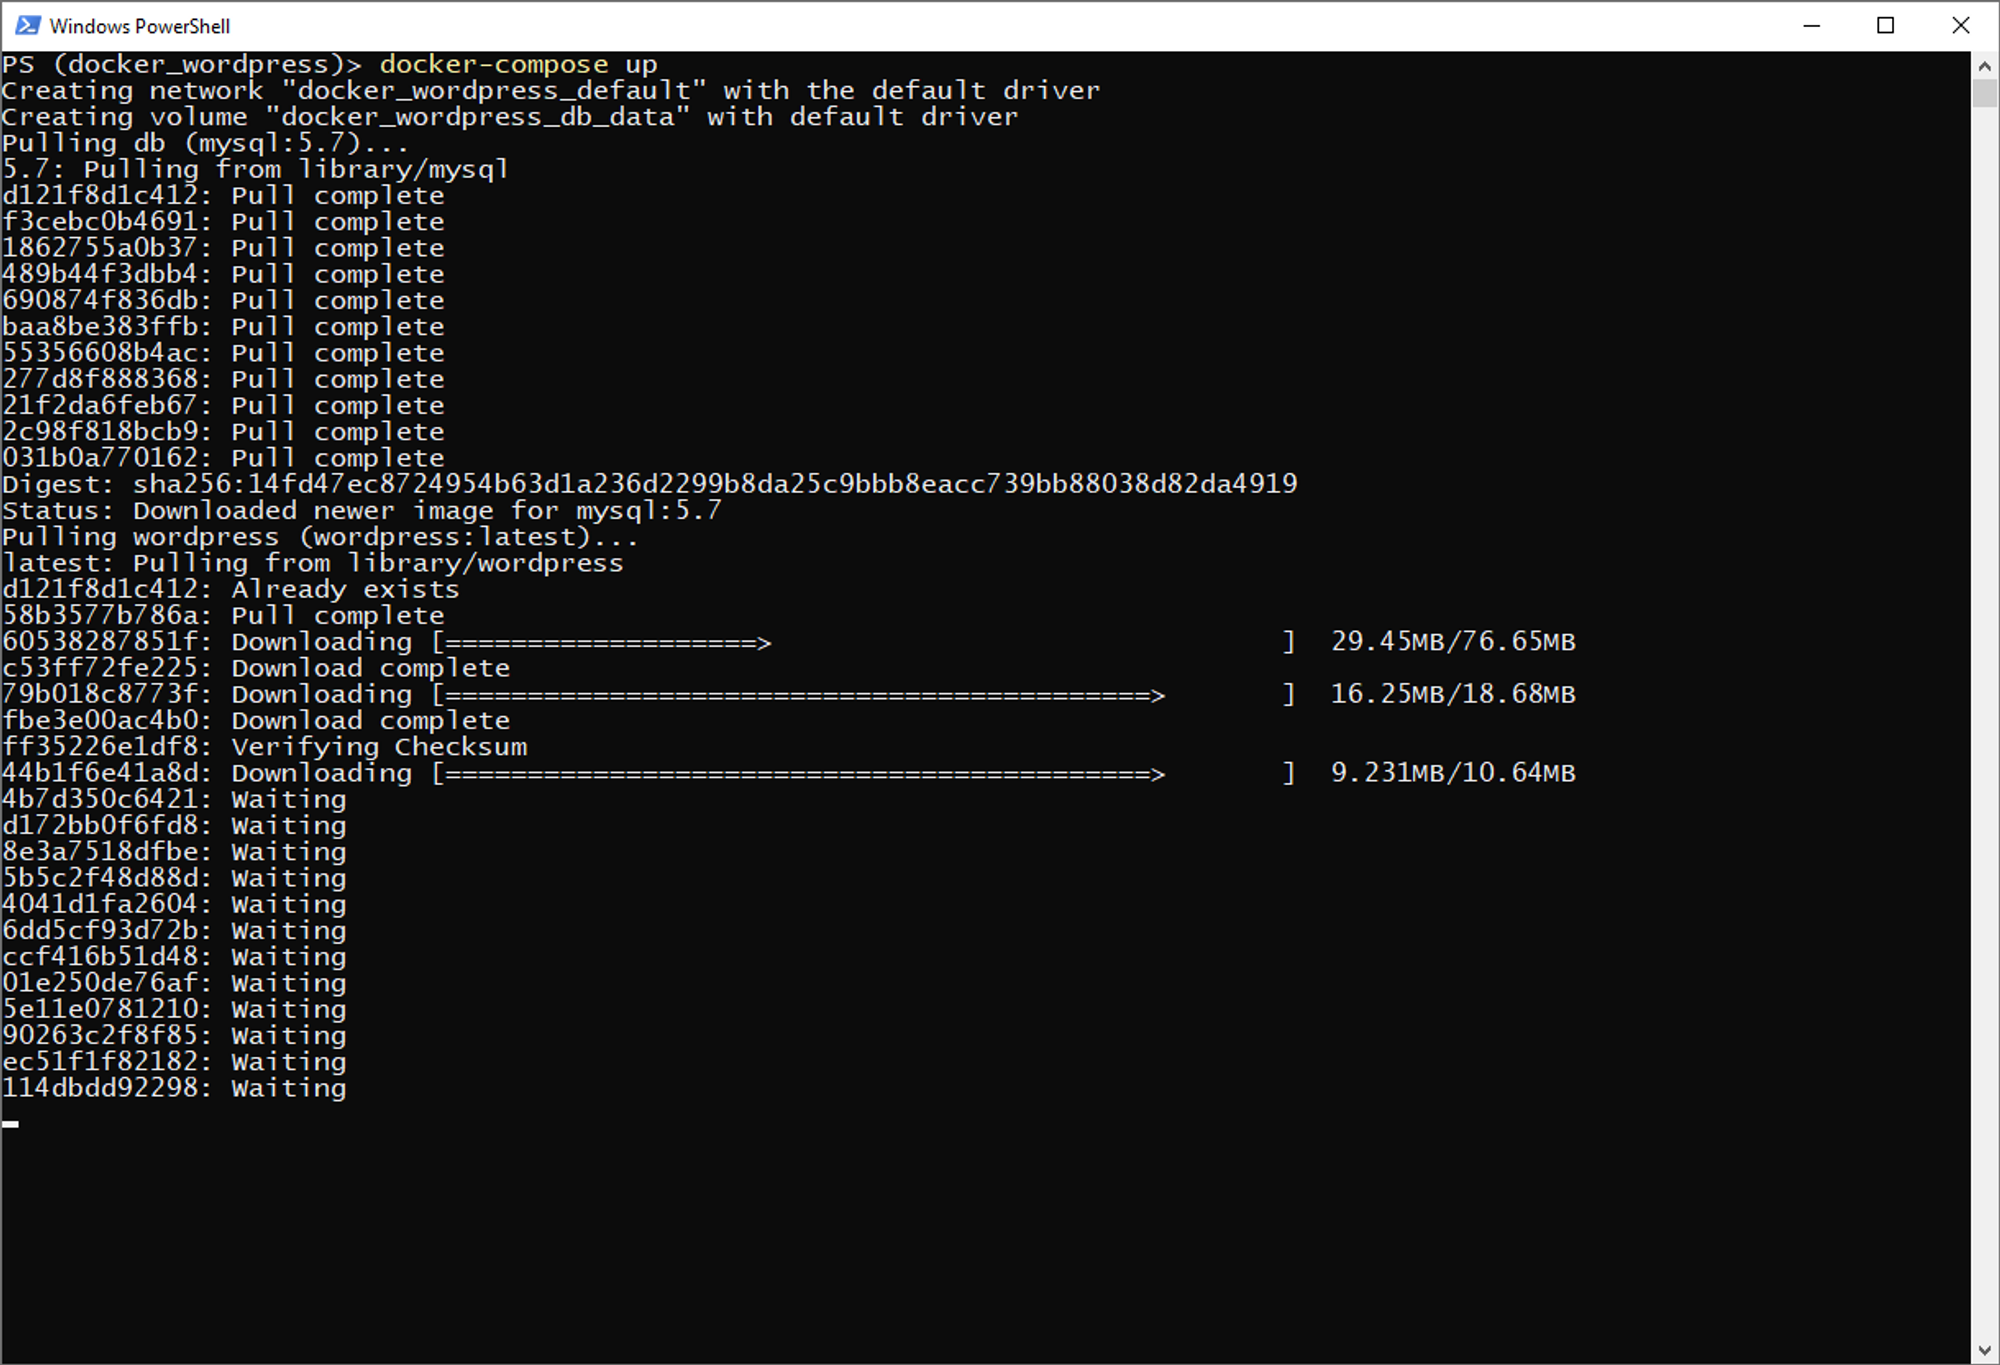 Windows PowerShell
PS (docker_wordpress)> docker-compose up
Creating network "docker_wordpress_default" with the default driver
Creating volume "docker_wordpress_db_data" with default driver
Pulling db (mysql:5.7)...
5.7: Pulling from library/mysql
d121f8d1c412: Pull complete
f3cebc0b4691: Pull complete
1862755a0b37: Pull complete
489b44f3dbb4: Pull complete
690874f836db: Pull complete
baa8be383ffb: Pull complete
55356608b4ac: Pull complete
277d8f888368: Pull complete
21f2da6feb67: Pull complete
2c98f818bcb9: Pull complete
031b0a770162: Pull complete
Digest: sha256:14fd47ec8724954b63d1a236d2299b8da25c9bbb8eacc739bb88038d82da4919
Status: Downloaded newer image for mysql:5.7
Pulling wordpress (wordpress:latest)...
latest: Pulling from library/wordpress
d121f8d1c412: Already exists
58b3577b786a: Pull complete
60538287851f: Downloading [===================>                               ]  29.45MB/76.65MB
c53ff72fe225: Download complete
79b018c8773f: Downloading [===========================================>       ]  16.25MB/18.68MB
fbe3e00ac4b0: Download complete
ff35226e1df8: Verifying Checksum
44b1f6e41a8d: Downloading [===========================================>       ]  9.231MB/10.64MB
4b7d350c6421: Waiting
d172bb0f6fd8: Waiting
8e3a7518dfbe: Waiting
5b5c2f48d88d: Waiting
4041d1fa2604: Waiting
6dd5cf93d72b: Waiting
ccf416b51d48: Waiting
01e250de76af: Waiting
5e11e0781210: Waiting
90263c2f8f85: Waiting
ec51f1f82182: Waiting
114dbdd92298: Waiting